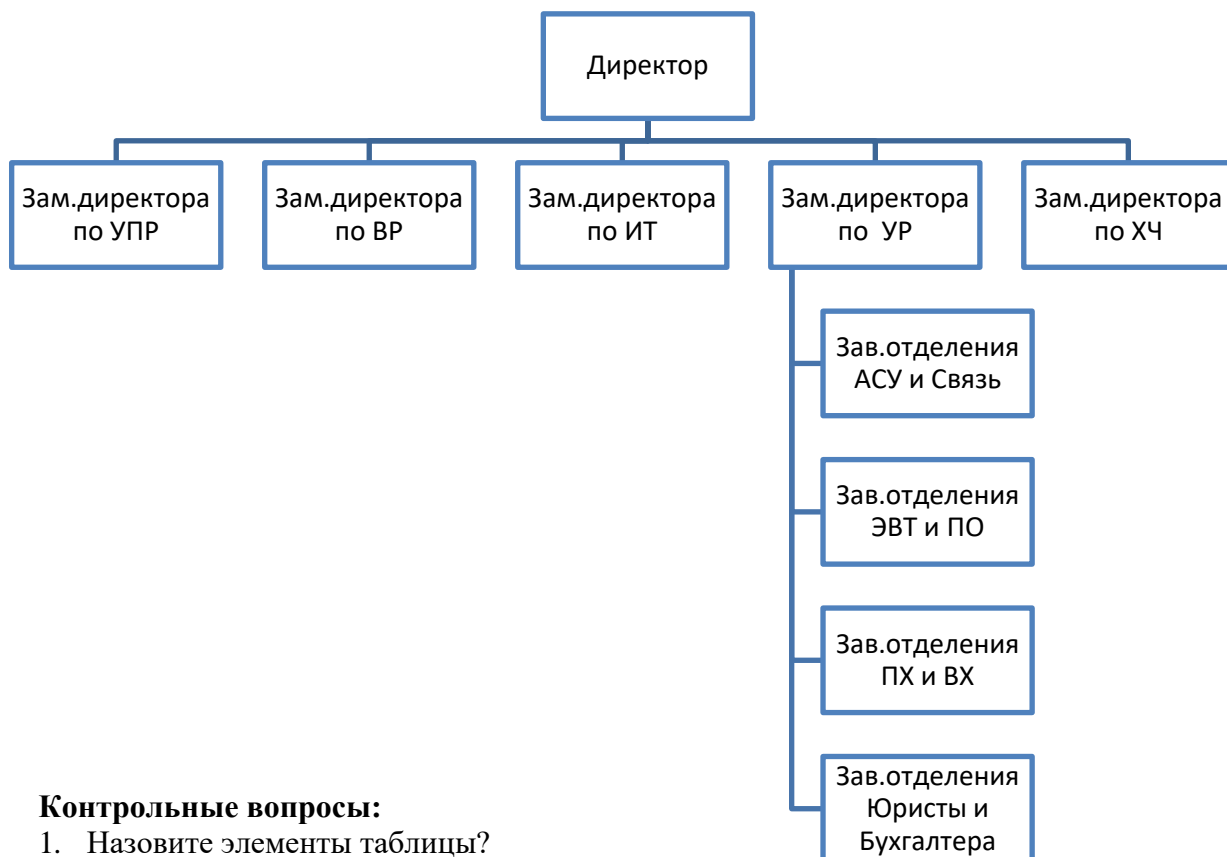 Директор
Зам.директора
по УПР
Зам.директора
по ВР
Зам.директора
по ИТ
Зам.директора
по  УР
Зам.директора
по ХЧ
Зав.отделения
АСУ и Связь
Зав.отделения
ЭВТ и ПО
Зав.отделения
ПХ и ВХ
Зав.отделения
Юристы и
Бухгалтера
Контрольные вопросы:
1. Назовите элементы таблицы?